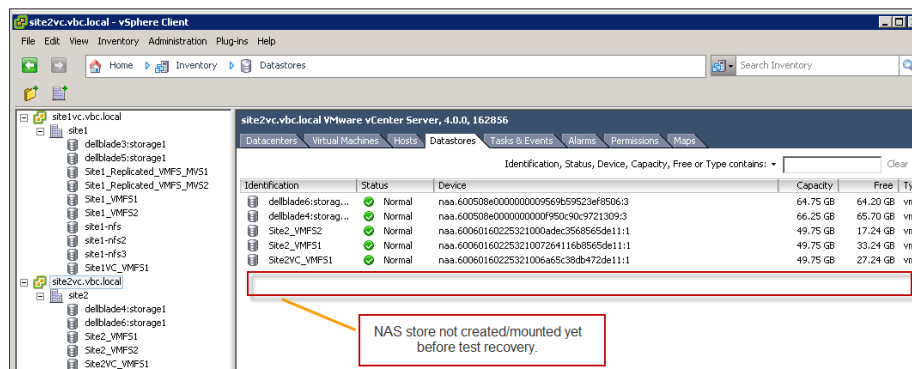 site2vc.vbc.local - vSphere Client
File Edit View Inventory Administration Plug-ins Help
Home Inventory Datastores
Search Inventory
site1vc.vbc.local
site1
dellblade3:storage1
dellblade5:storage1
Site1_Replicated_VMFS_MVS1
Site1_Replicated_VMFS_MVS2
Site1_VMFS1
Site1_VMFS2
site1-nfs
site1-nfs2
site1-nfs3
Site1VC_VMFS1
site2vc.vbc.local
site2
dellblade4:storage1
dellblade6:storage1
Site2_VMFS1
Site2_VMFS2
Site2VC_VMFS1
site2vc.vbc.local VMware vCenter Server, 4.0.0, 162856
Datacenters Virtual Machines Hosts Datastores Tasks & Events Alarms Permissions Maps
Identification, Status, Device, Capacity, Free or Type contains: Clear
Identification Status Device Capacity Free Ty
dellblade4:storag... Normal naa.600508e0000000009569b59523ef8506:3 64.75 GB 64.20 GB vm
dellblade6:storag... Normal naa.600508e0000000000f950c90c9721309:3 66.25 GB 65.70 GB vm
Site2_VMFS2 Normal naa.60060160225321000adec3568565de11:1 49.75 GB 17.24 GB vm
Site2_VMFS1 Normal naa.60060160225321007264116b8565de11:1 49.75 GB 33.24 GB vm
Site2VC_VMFS1 Normal naa.60060160225321006a65c38db472de11:1 49.75 GB 27.24 GB vm
NAS store not created/mounted yet
before test recovery.